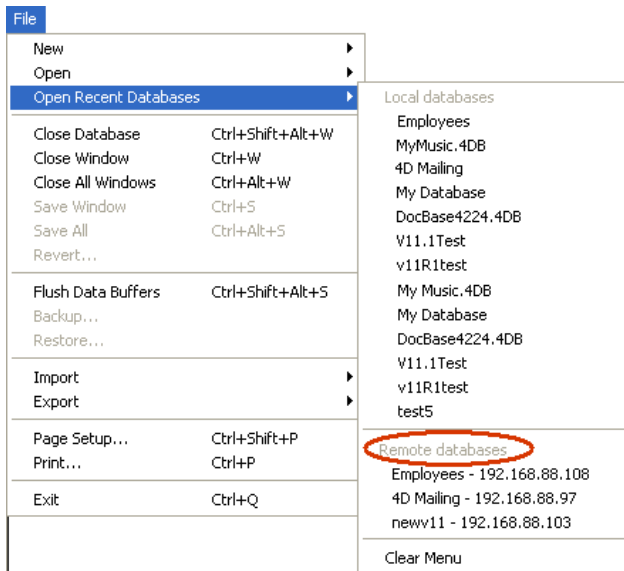 File
New
Open
Open Recent Databases
Close Database Ctrl+Shift+Alt+W
Close Window Ctrl+W
Close All Windows Ctrl+Alt+W
Save Window Ctrl+S
Save All Ctrl+Alt+S
Revert...
Flush Data Buffers Ctrl+Shift+Alt+S
Backup...
Restore...
Import
Export
Page Setup... Ctrl+Shift+P
Print... Ctrl+P
Exit Ctrl+Q
Local databases
Employees
MyMusic.4DB
4D Mailing
My Database
DocBase4224.4DB
V11.1Test
v11R1test
My Music.4DB
My Database
DocBase4224.4DB
V11.1Test
v11R1test
test5
Remote databases
Employees - 192.168.88.108
4D Mailing - 192.168.88.97
newv11 - 192.168.88.103
Clear Menu